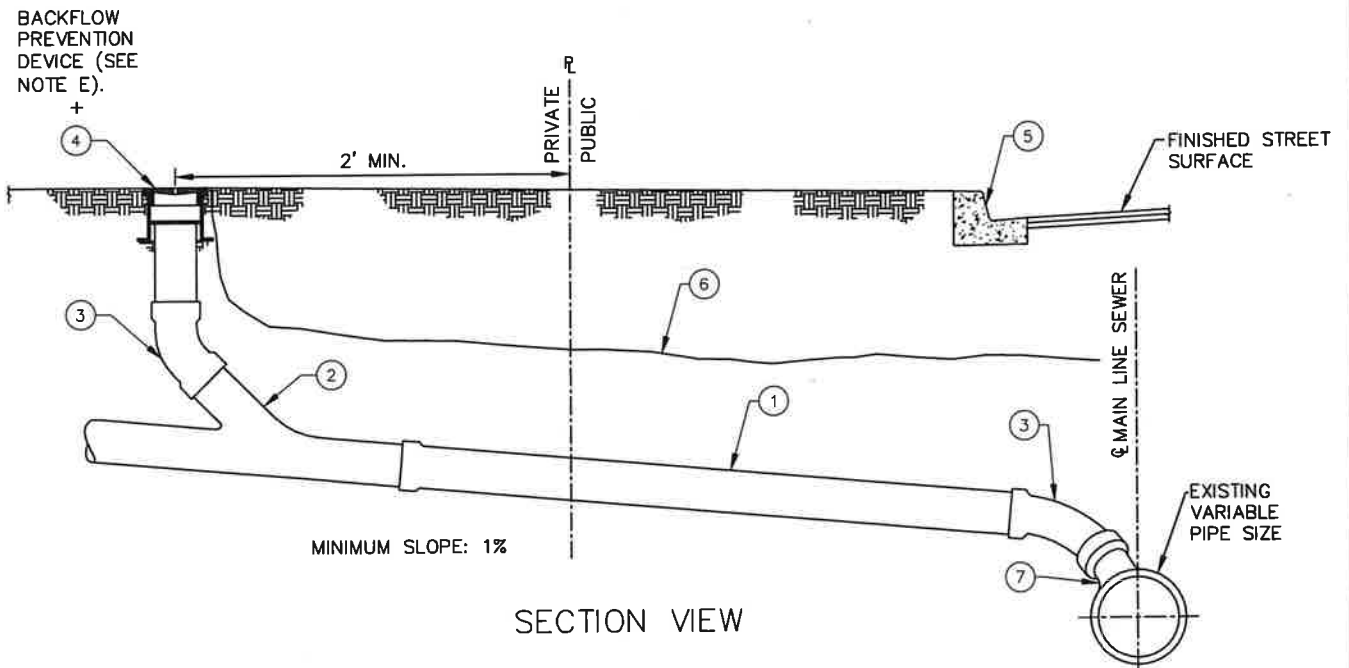 BACKFLOW
PREVENTION
DEVICE (SEE
NOTE E).
+
4
2' MIN.
PL
PRIVATE
PUBLIC
5
FINISHED STREET
SURFACE
3
6
2
1
3
CL MAIN LINE SEWER
EXISTING
VARIABLE
PIPE SIZE
MINIMUM SLOPE: 1%
7
SECTION VIEW